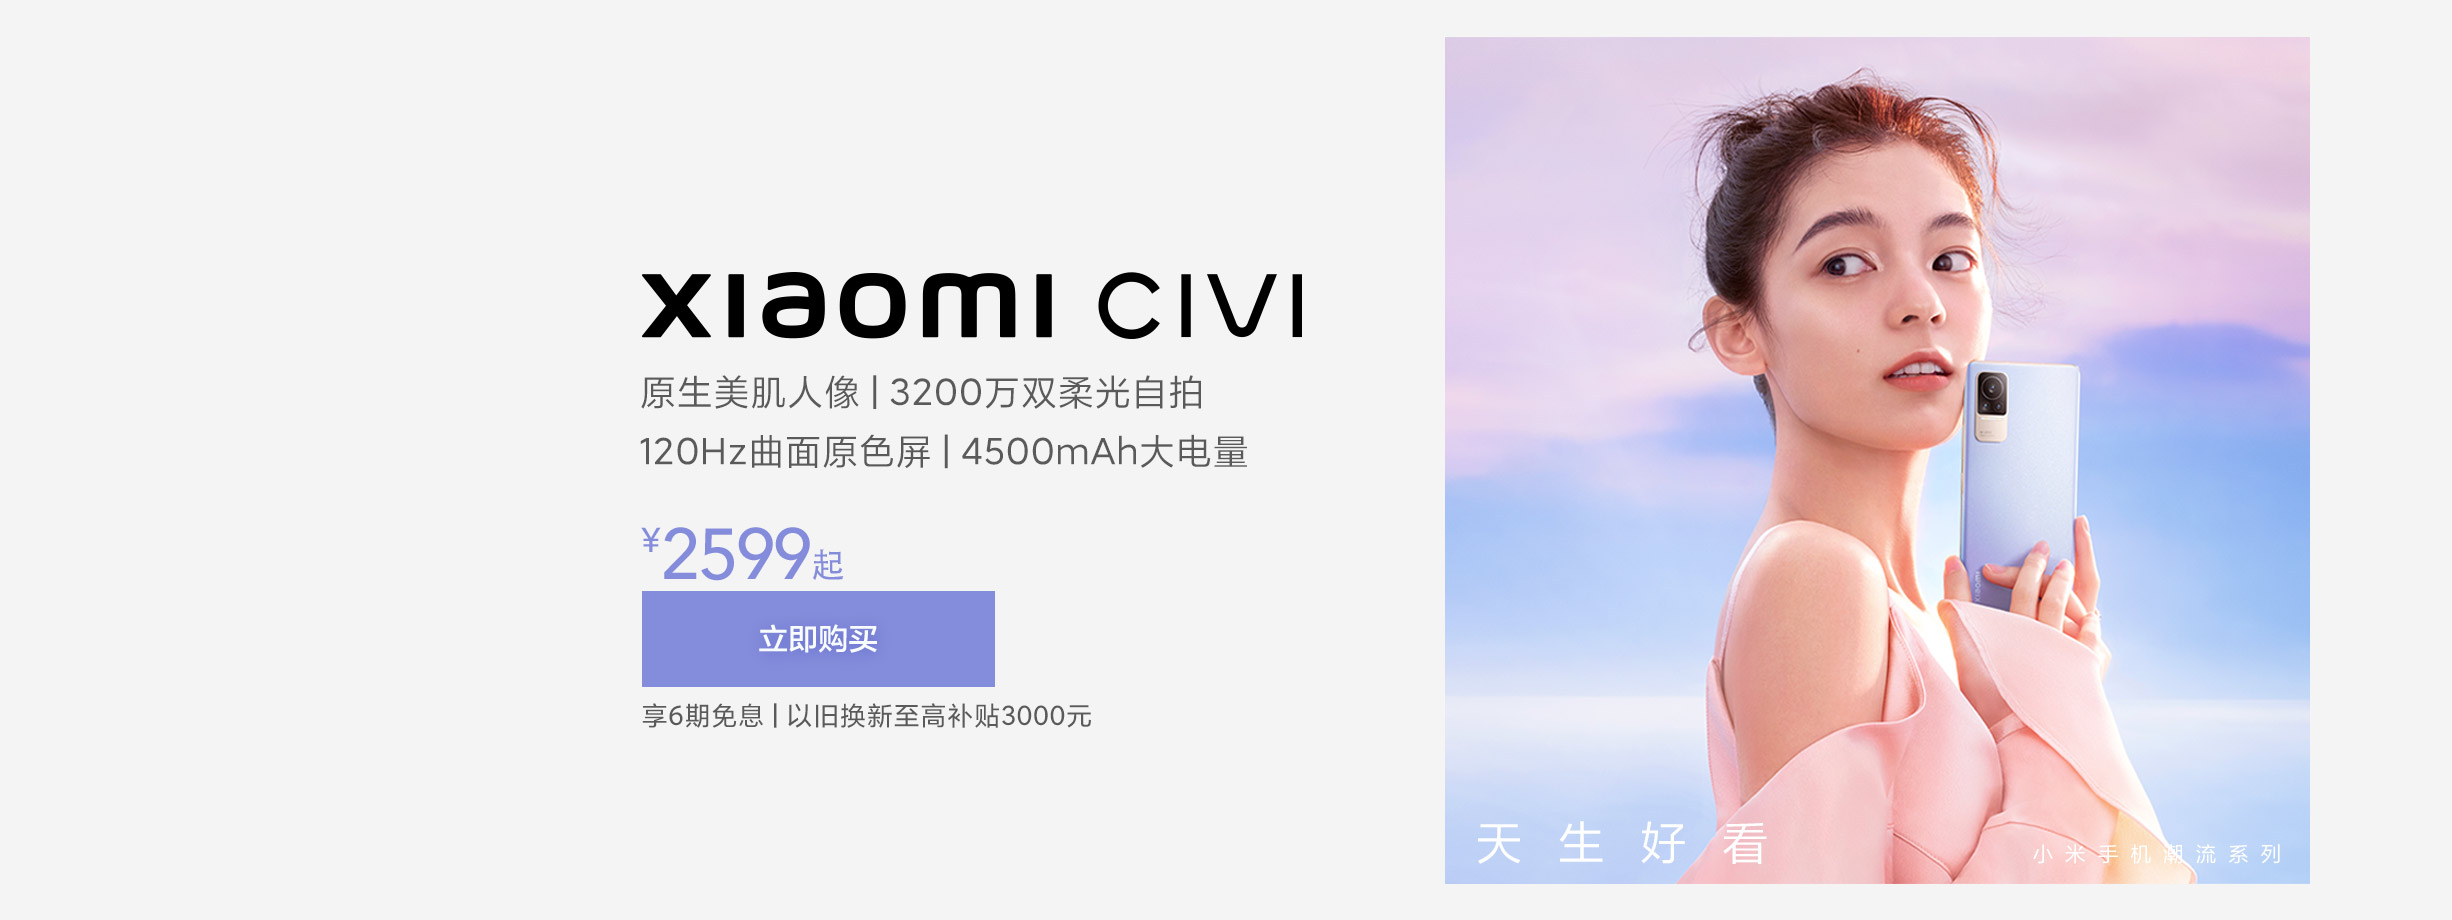 xiaomi CIVI
原生美肌人像 | 3200万双柔光自拍
120Hz曲面原色屏 | 4500mAh大电量
¥2599起
立即购买
享6期免息 | 以旧换新至高补贴3000元
xiaomi
天生好看
小米手机潮流系列